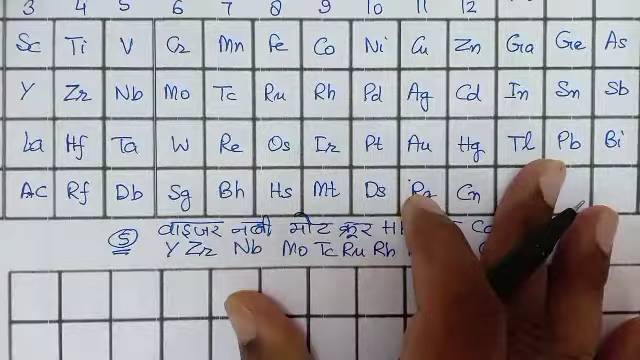 3 4 5 6 7 8 9 10 11 12
Sc Ti V Cr Mn Fe Co Ni Cu Zn Ga Ge As
Y Zr Nb Mo Tc Ru Rh Pd Ag Cd In Sn Sb
La Hf Ta W Re Os Ir Pt Au Hg Tl Pb Bi
Ac Rf Db Sg Bh Hs Mt Ds Rg Cn
⑤ वाइजर नबी मोट क्रूर
Y Zr Nb Mo Tc Ru Rh